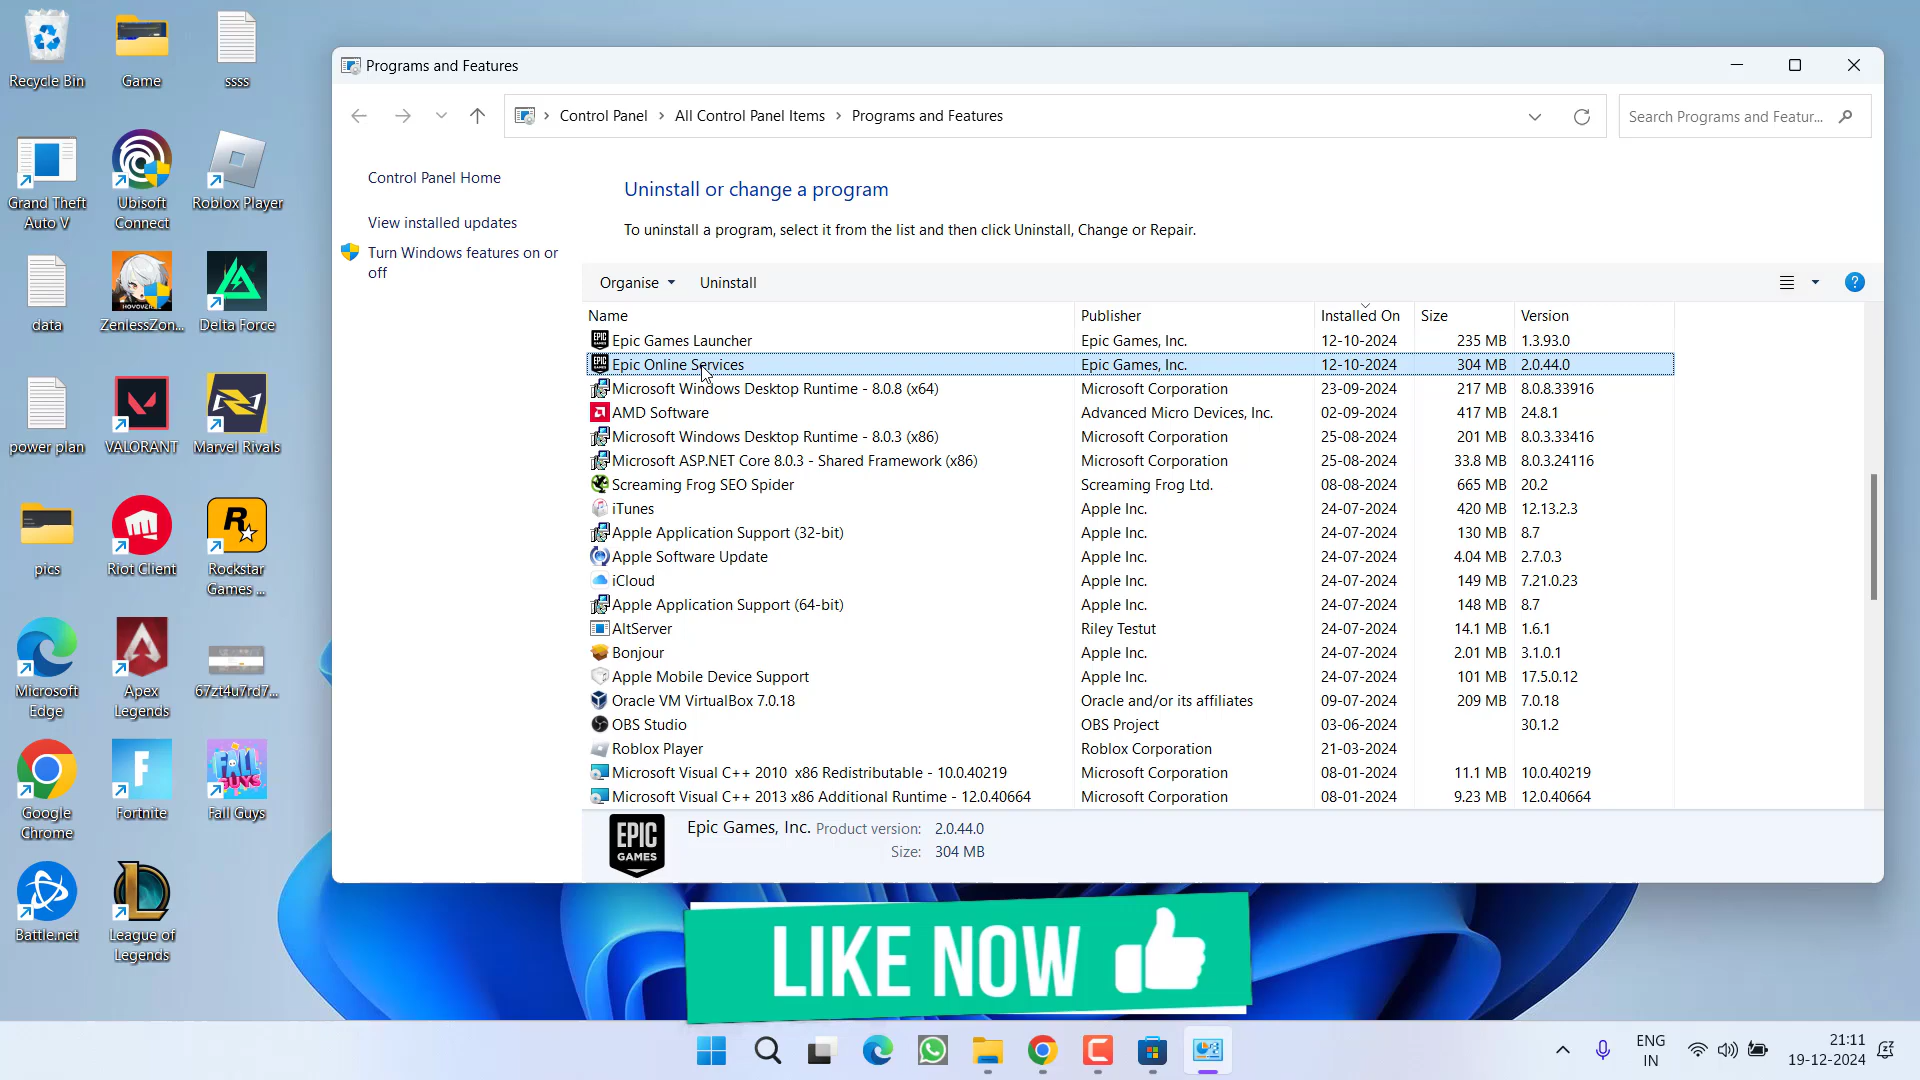 Recycle Bin
Game
ssss
Grand Theft
Auto V
Ubisoft
Connect
Roblox Player
data
HOYOVER
ZenlessZon...
Delta Force
power plan
VALORANT
Marvel Rivals
pics
Riot Client
Rockstar
Games ...
Microsoft
Edge
Apex
Legends
67zt4u7rd7...
Google
Chrome
Fortnite
FALL GUYS
Fall Guys
Battle.net
League of
Legends
Programs and Features
Control Panel > All Control Panel Items > Programs and Features
Search Programs and Featur...
Control Panel Home
View installed updates
Turn Windows features on or
off
Uninstall or change a program
To uninstall a program, select it from the list and then click Uninstall, Change or Repair.
Organise Uninstall
Name Publisher Installed On Size Version
Epic Games Launcher Epic Games, Inc. 12-10-2024 235 MB 1.3.93.0
Epic Online Services Epic Games, Inc. 12-10-2024 304 MB 2.0.44.0
Microsoft Windows Desktop Runtime - 8.0.8 (x64) Microsoft Corporation 23-09-2024 217 MB 8.0.8.33916
AMD Software Advanced Micro Devices, Inc. 02-09-2024 417 MB 24.8.1
Microsoft Windows Desktop Runtime - 8.0.3 (x86) Microsoft Corporation 25-08-2024 201 MB 8.0.3.33416
Microsoft ASP.NET Core 8.0.3 - Shared Framework (x86) Microsoft Corporation 25-08-2024 33.8 MB 8.0.3.24116
Screaming Frog SEO Spider Screaming Frog Ltd. 08-08-2024 665 MB 20.2
iTunes Apple Inc. 24-07-2024 420 MB 12.13.2.3
Apple Application Support (32-bit) Apple Inc. 24-07-2024 130 MB 8.7
Apple Software Update Apple Inc. 24-07-2024 4.04 MB 2.7.0.3
iCloud Apple Inc. 24-07-2024 149 MB 7.21.0.23
Apple Application Support (64-bit) Apple Inc. 24-07-2024 148 MB 8.7
AltServer Riley Testut 24-07-2024 14.1 MB 1.6.1
Bonjour Apple Inc. 24-07-2024 2.01 MB 3.1.0.1
Apple Mobile Device Support Apple Inc. 24-07-2024 101 MB 17.5.0.12
Oracle VM VirtualBox 7.0.18 Oracle and/or its affiliates 09-07-2024 209 MB 7.0.18
OBS Studio OBS Project 03-06-2024 30.1.2
Roblox Player Roblox Corporation 21-03-2024
Microsoft Visual C++ 2010 x86 Redistributable - 10.0.40219 Microsoft Corporation 08-01-2024 11.1 MB 10.0.40219
Microsoft Visual C++ 2013 x86 Additional Runtime - 12.0.40664 Microsoft Corporation 08-01-2024 9.23 MB 12.0.40664
EPIC
GAMES
Epic Games, Inc. Product version: 2.0.44.0
Size: 304 MB
LIKE NOW
ENG
IN
21:11
19-12-2024